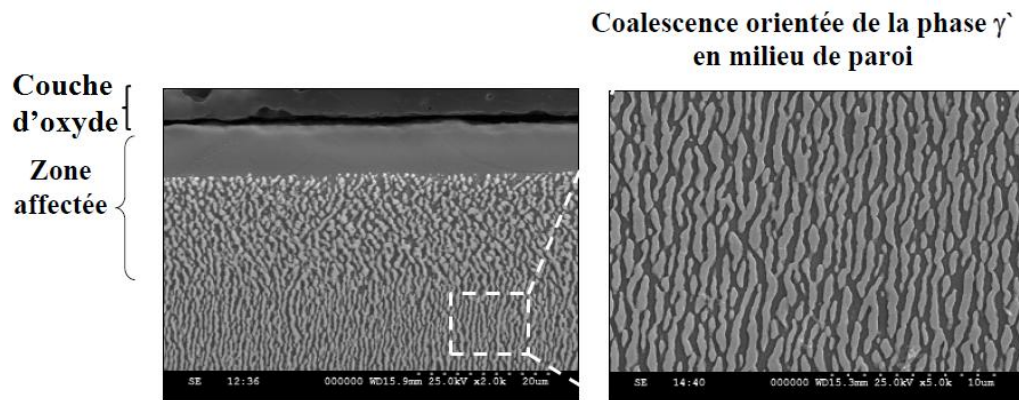 Coalescence orientée de la phase γ`
en milieu de paroi
Couche
d'oxyde
Zone
affectée
SE 12:36 000000 WD15.9mm 25.0kV x2.0k 20um
SE 14:40 000000 WD15.3mm 25.0kV x5.0k 10um